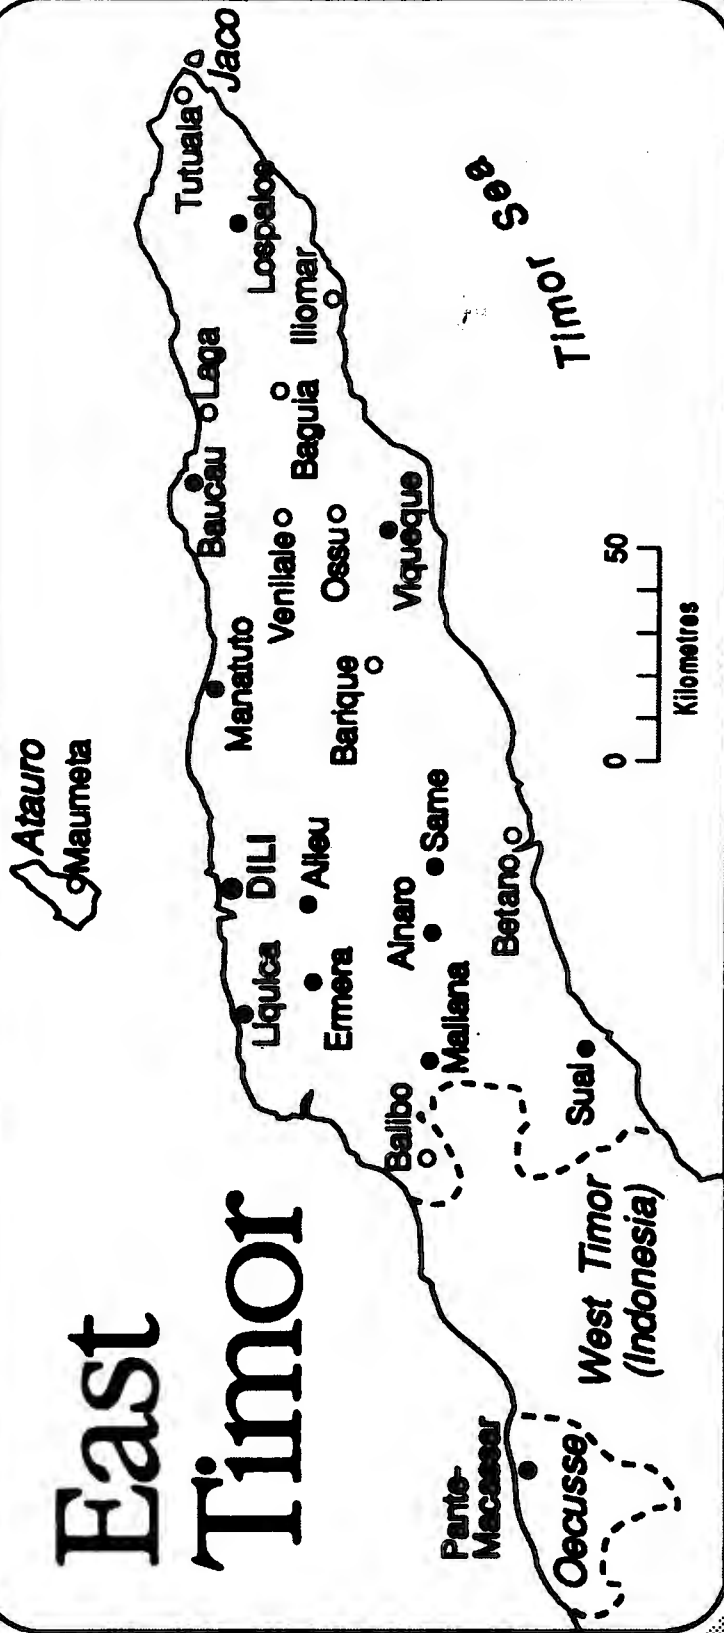 East
Timor
Atauro
Maumeta
Jaco
Tutuala
Lospalos
Iliomar
Laga
Baucau
Baguia
Venilale
Ossu
Viqueque
Manatuto
Barique
DILI
Aileu
Liquica
Ermera
Same
Ainaro
Maliana
Betano
Balibo
Suai
Pante-
Macassar
Oecusse
West Timor
(Indonesia)
Timor Sea
0 50
Kilometres